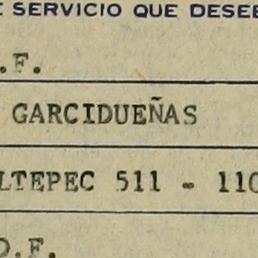 E SERVICIO QUE DESEE
.F.
GARCIDUEÑAS
LTEPEC 511 - 110
D.F.